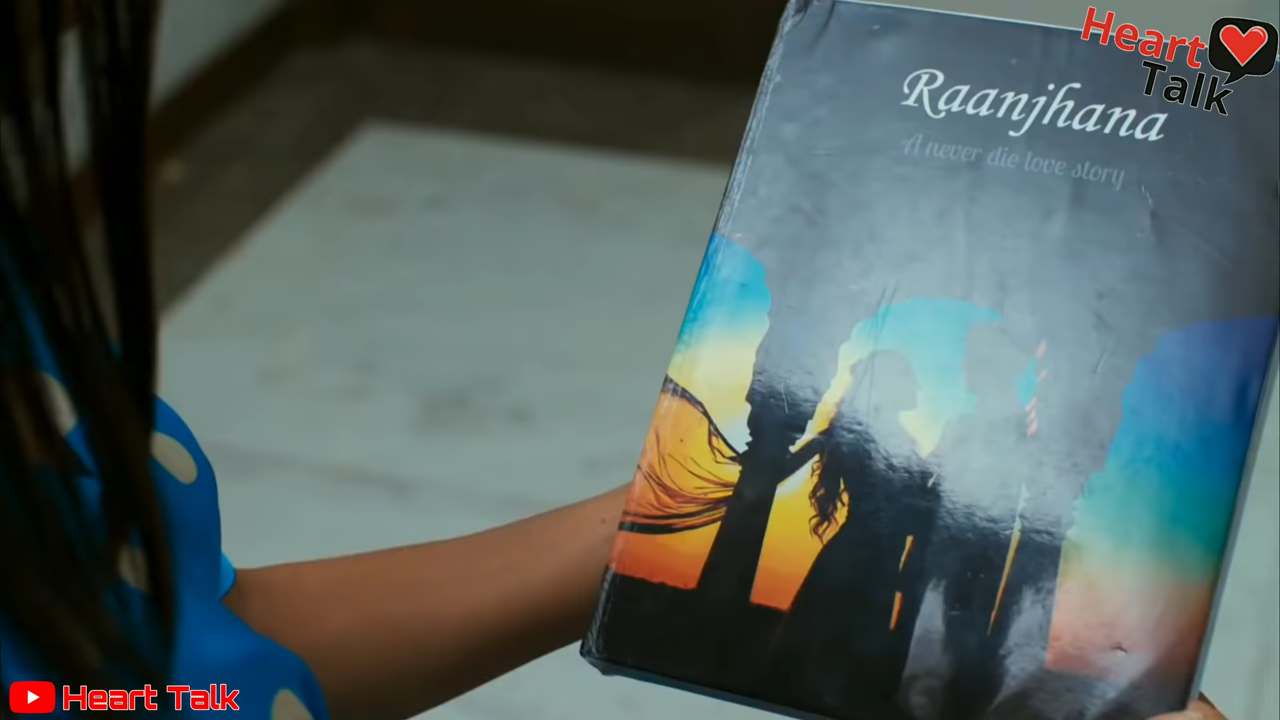 Heart
Talk
Raanjhana
A never die love story
Heart Talk